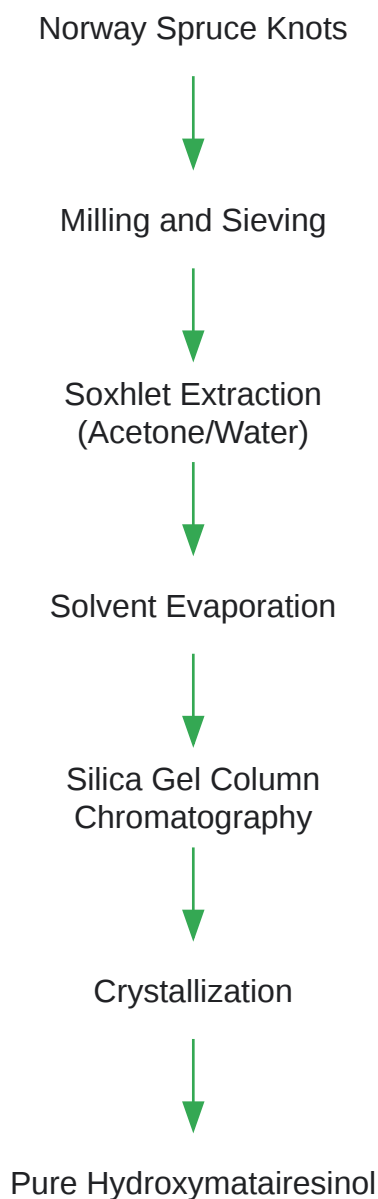 Norway Spruce Knots
Milling and Sieving
Soxhlet Extraction
(Acetone/Water)
Solvent Evaporation
Silica Gel Column
Chromatography
Crystallization
Pure Hydroxymatairesinol